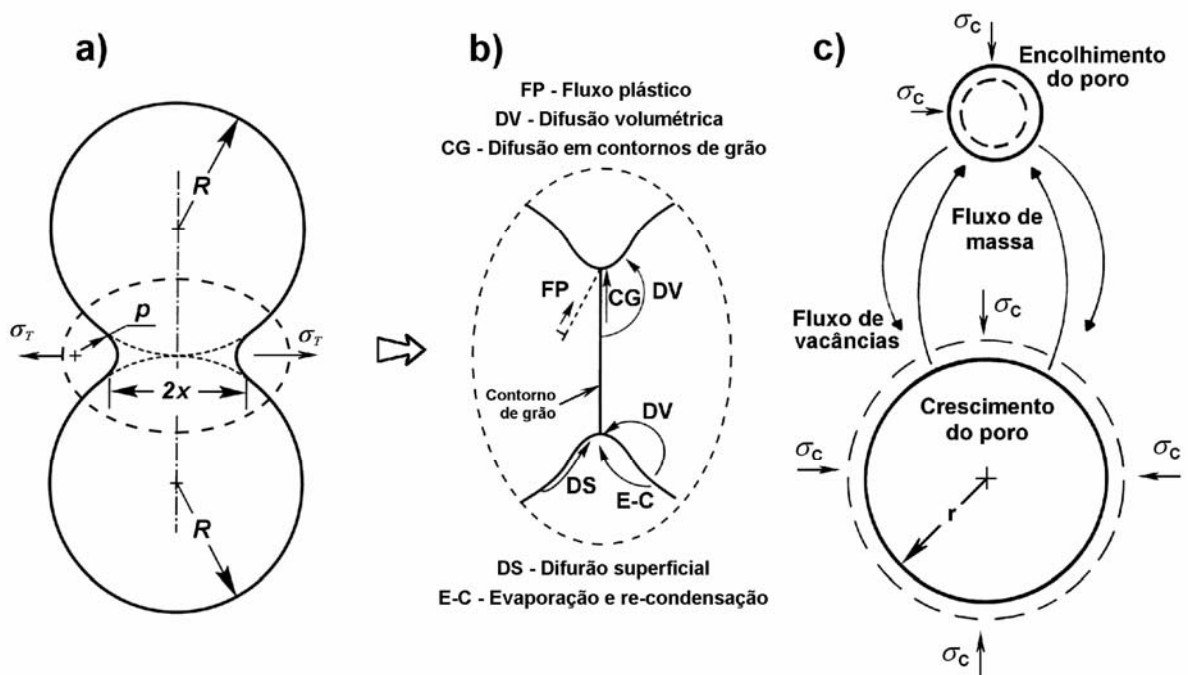 a)
R
p
σT
σT
2x
R
b)
FP - Fluxo plástico
DV - Difusão volumétrica
CG - Difusão em contornos de grão
FP
CG
DV
Contorno
de grão
DV
DS
E-C
DS - Difurão superficial
E-C - Evaporação e re-condensação
c)
σC
Encolhimento
do poro
σC
Fluxo de
massa
Fluxo de
vacâncias
σC
Crescimento
do poro
σC
σC
r
σC